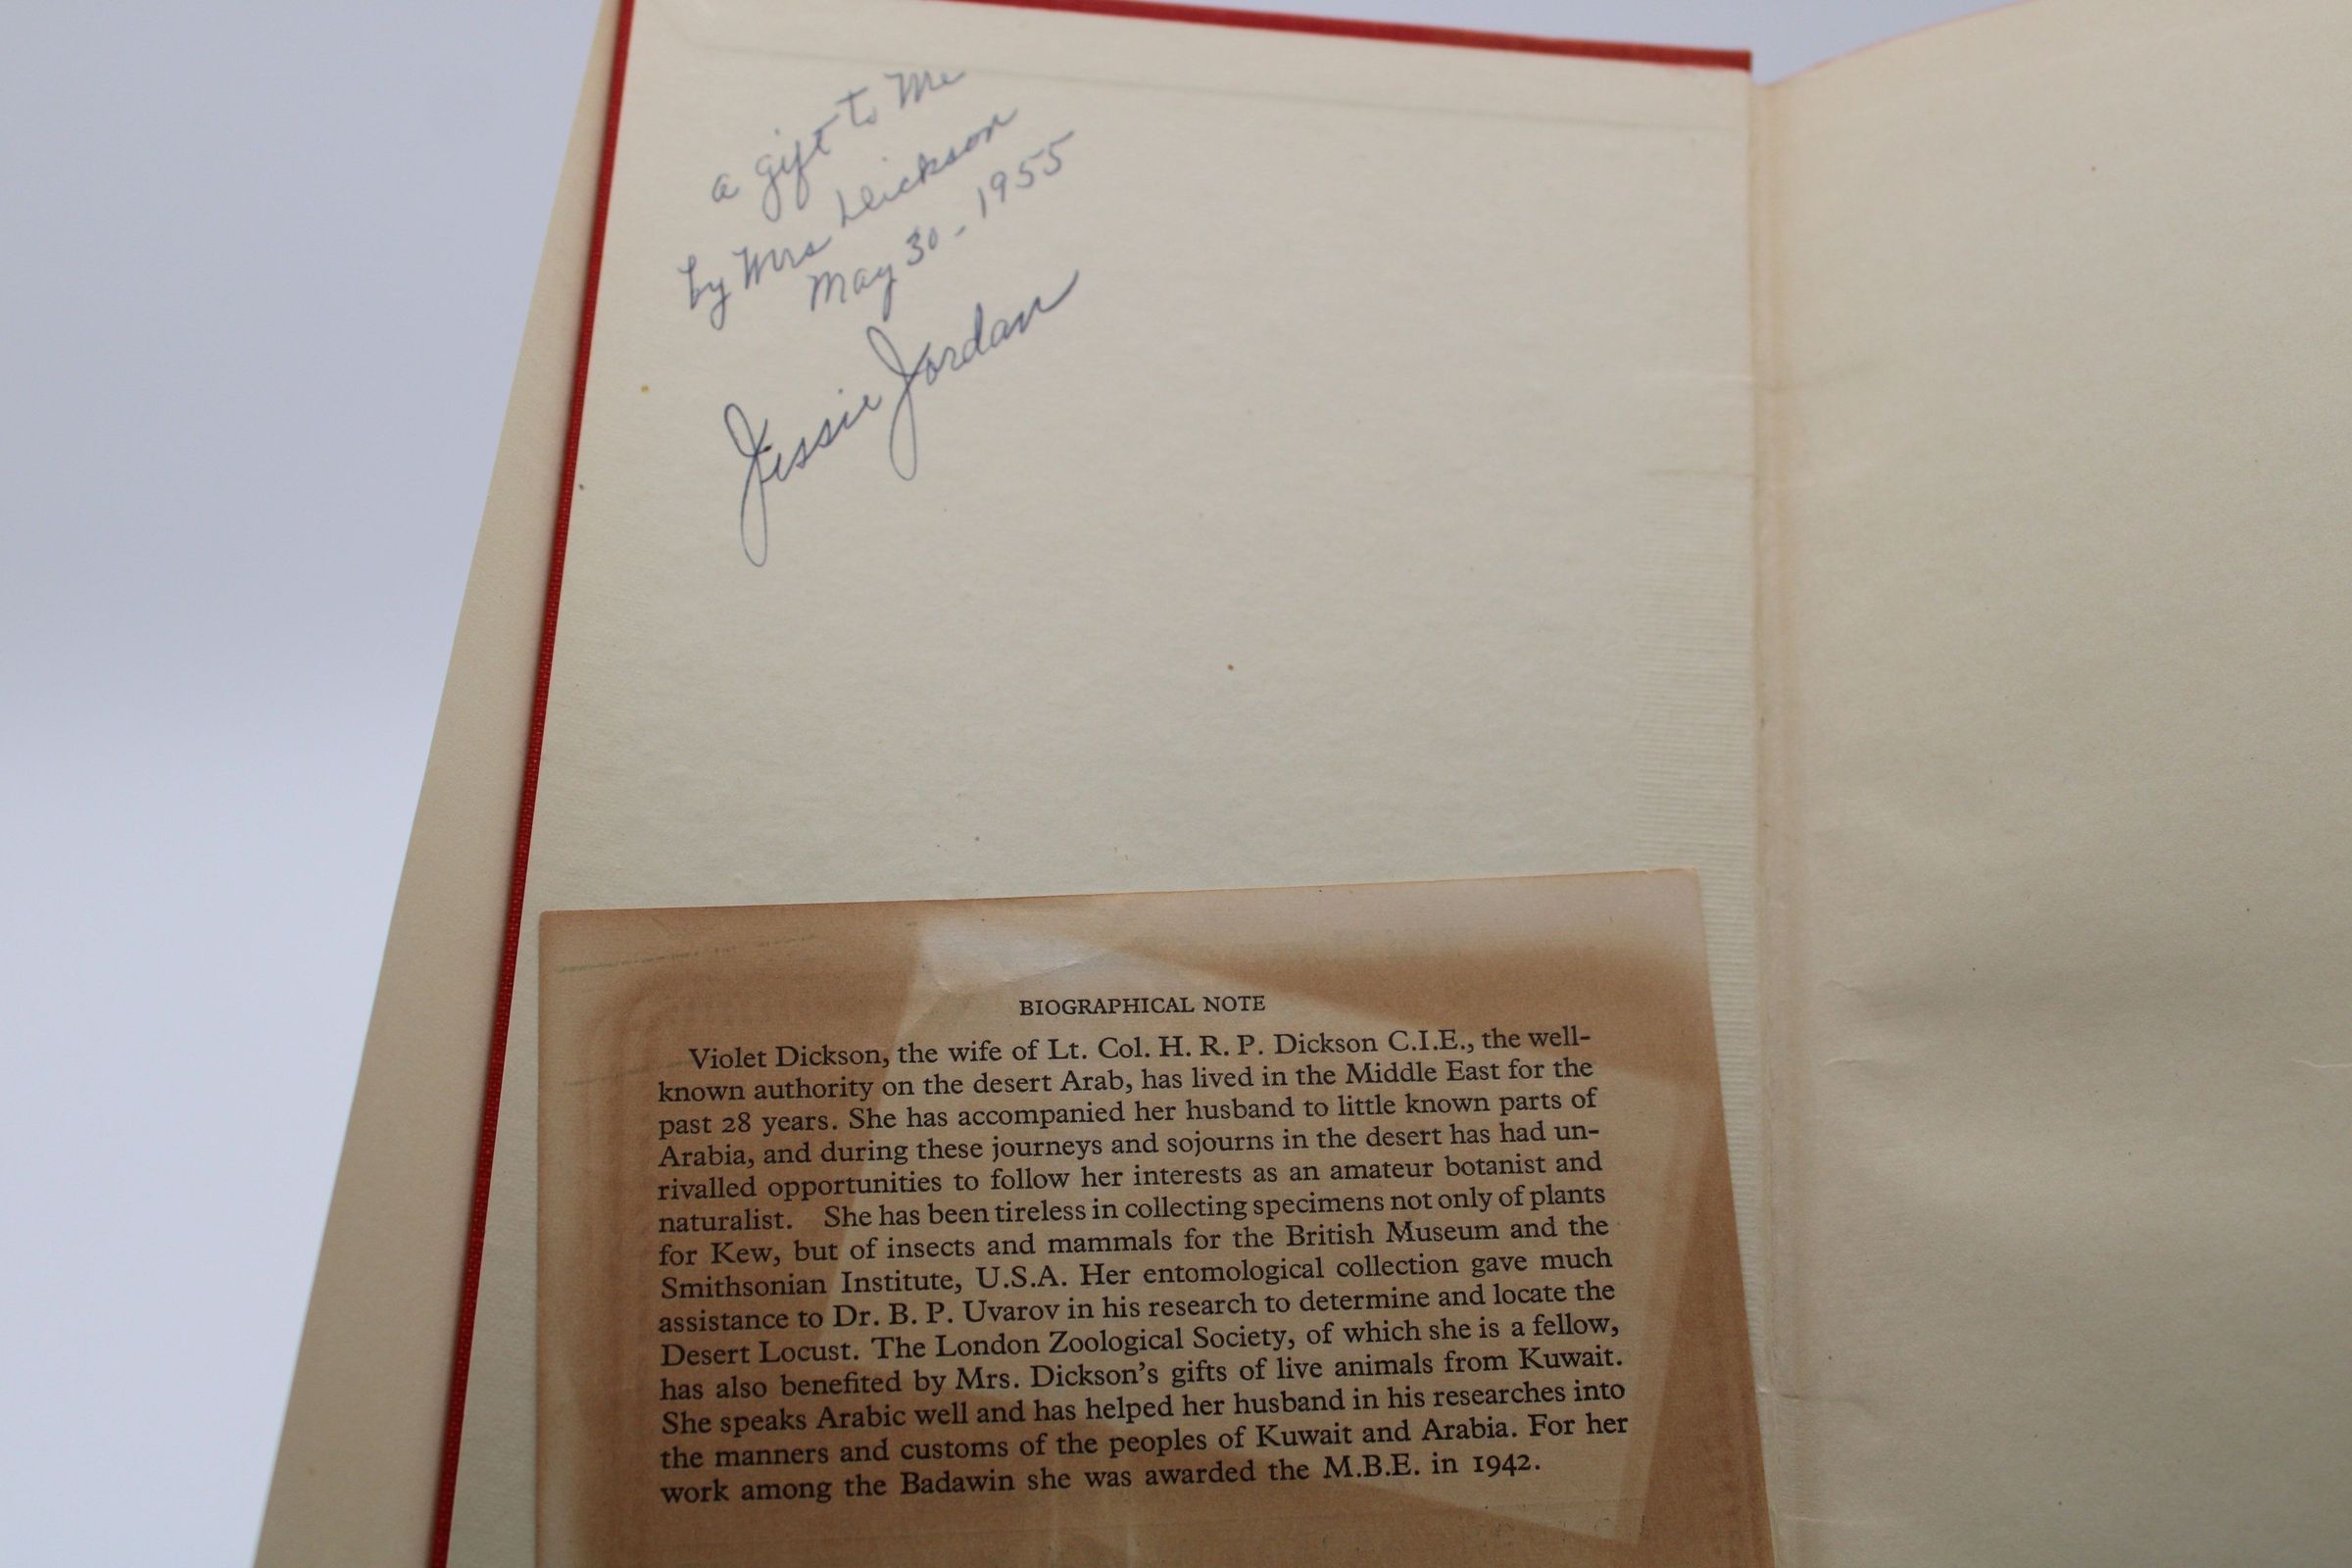 a gift to Me
by Mrs Dickson
May 30 - 1955
Jessie Jordan
BIOGRAPHICAL NOTE
Violet Dickson, the wife of Lt. Col. H. R. P. Dickson C.I.E., the well-
known authority on the desert Arab, has lived in the Middle East for the
past 28 years. She has accompanied her husband to little known parts of
Arabia, and during these journeys and sojourns in the desert has had un-
rivalled opportunities to follow her interests as an amateur botanist and
naturalist. She has been tireless in collecting specimens not only of plants
for Kew, but of insects and mammals for the British Museum and the
Smithsonian Institute, U.S.A. Her entomological collection gave much
assistance to Dr. B. P. Uvarov in his research to determine and locate the
Desert Locust. The London Zoological Society, of which she is a fellow,
has also benefited by Mrs. Dickson's gifts of live animals from Kuwait.
She speaks Arabic well and has helped her husband in his researches into
the manners and customs of the peoples of Kuwait and Arabia. For her
work among the Badawin she was awarded the M.B.E. in 1942.